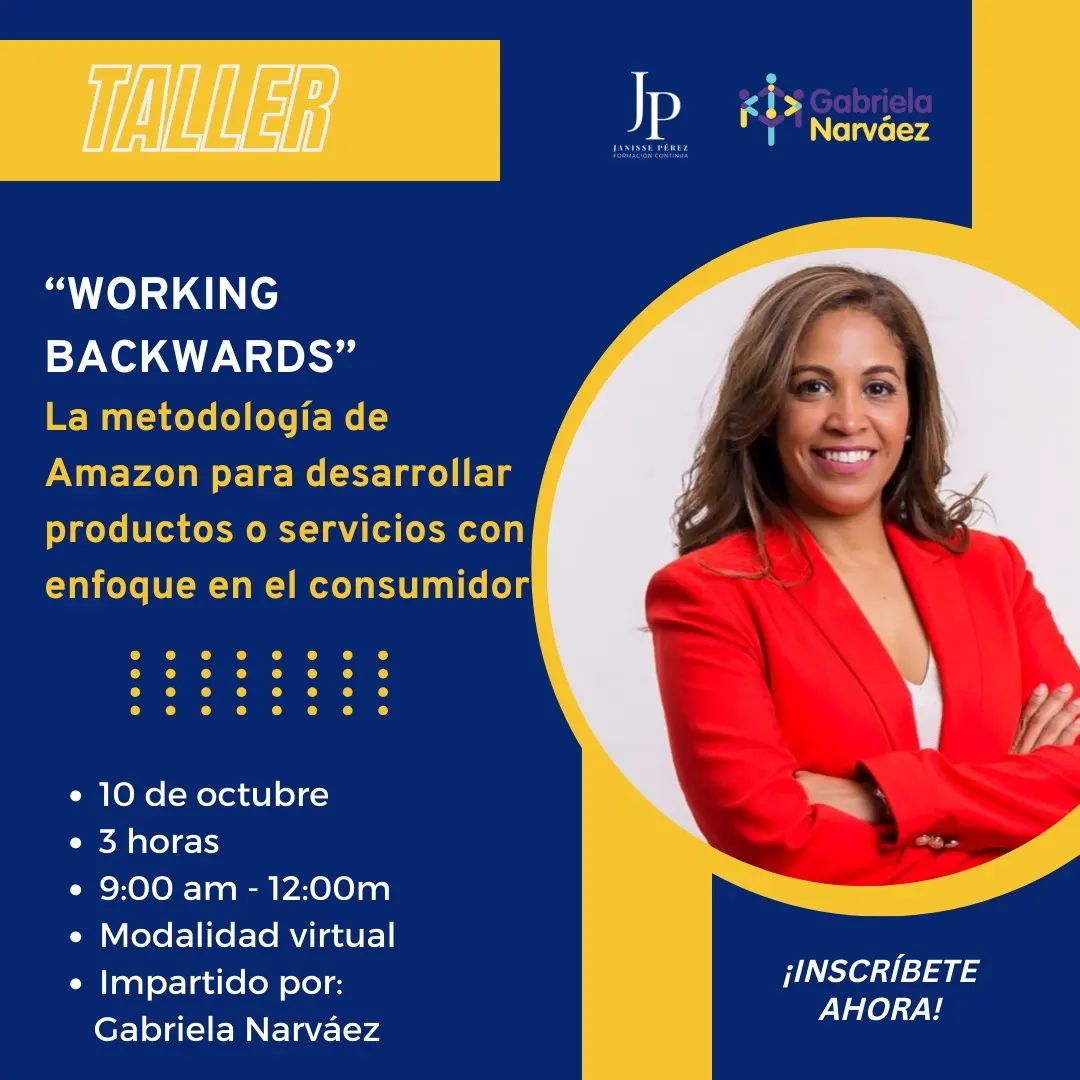 TALLER
JP
JANISSE PÉREZ
FORMACIÓN CONTINUA
Gabriela
Narváez
“WORKING
BACKWARDS”
La metodología de
Amazon para desarrollar
productos o servicios con
enfoque en el consumidor
• 10 de octubre
• 3 horas
• 9:00 am - 12:00m
• Modalidad virtual
• Impartido por:
Gabriela Narváez
¡INSCRÍBETE
AHORA!